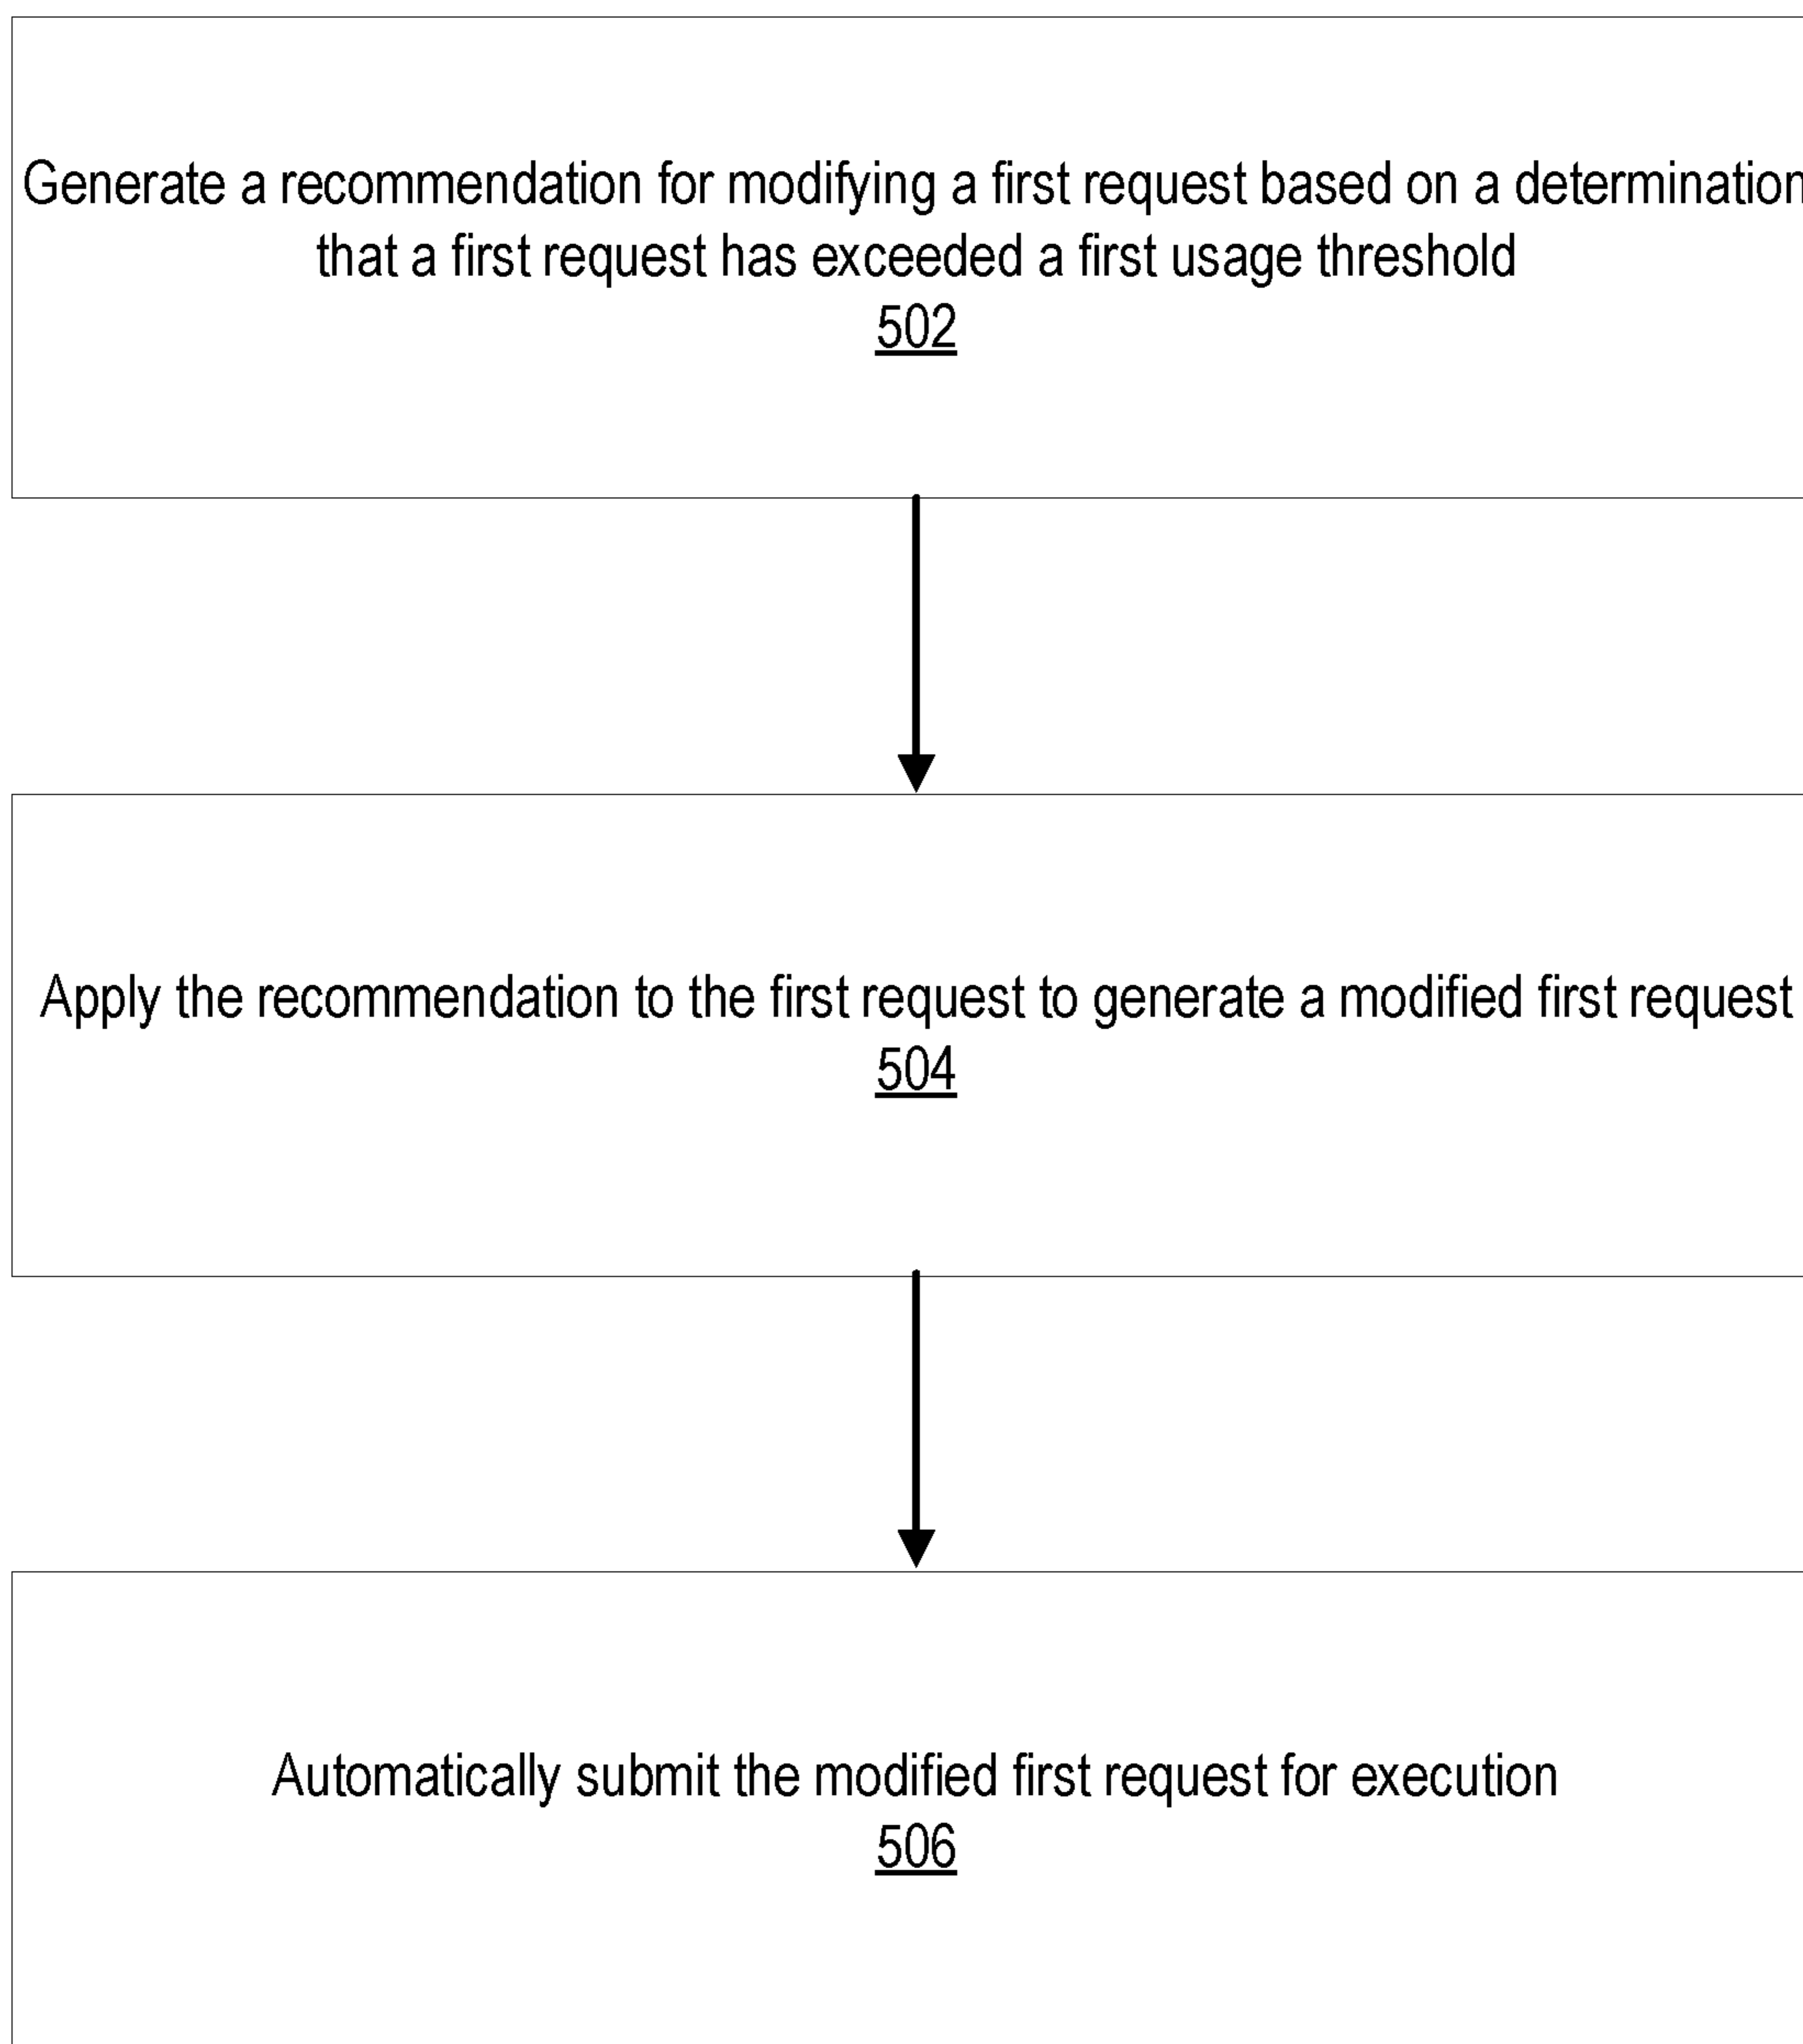 Generate a recommendation for modifying a first request based on a determination
that a first request has exceeded a first usage threshold
502
Apply the recommendation to the first request to generate a modified first request
504
Automatically submit the modified first request for execution
506